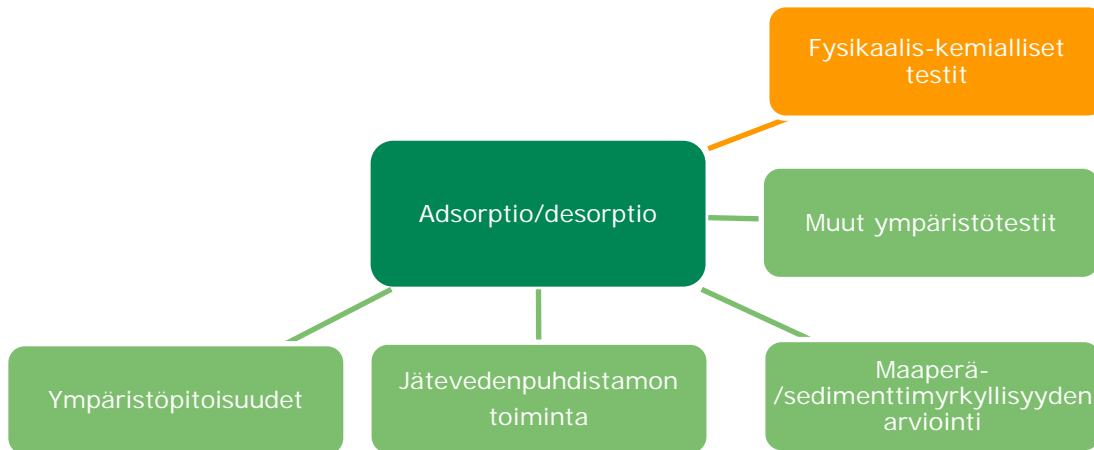 Fysikaalis-kemialliset
testit
Adsorptio/desorptio
Muut ympäristötestit
Ympäristöpitoisuudet
Jätevedenpuhdistamon
toiminta
Maaperä-
/sedimenttimyrkyllisyyden
arviointi